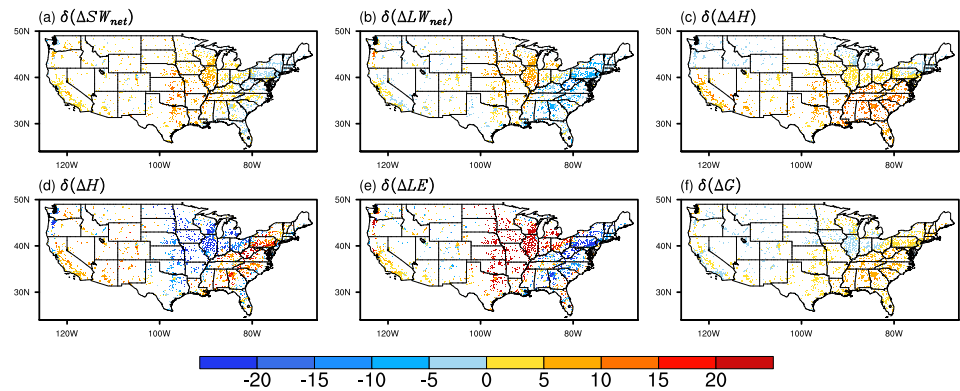 (a) δ(ΔSW_net) (b) δ(ΔLW_net) (c) δ(ΔAH)
50N 50N 50N
40N 40N 40N
30N 30N 30N
120W 100W 80W 120W 100W 80W 120W 100W 80W
(d) δ(ΔH) (e) δ(ΔLE) (f) δ(ΔG)
50N 50N 50N
40N 40N 40N
30N 30N 30N
120W 100W 80W 120W 100W 80W 120W 100W 80W
-20 -15 -10 -5 0 5 10 15 20